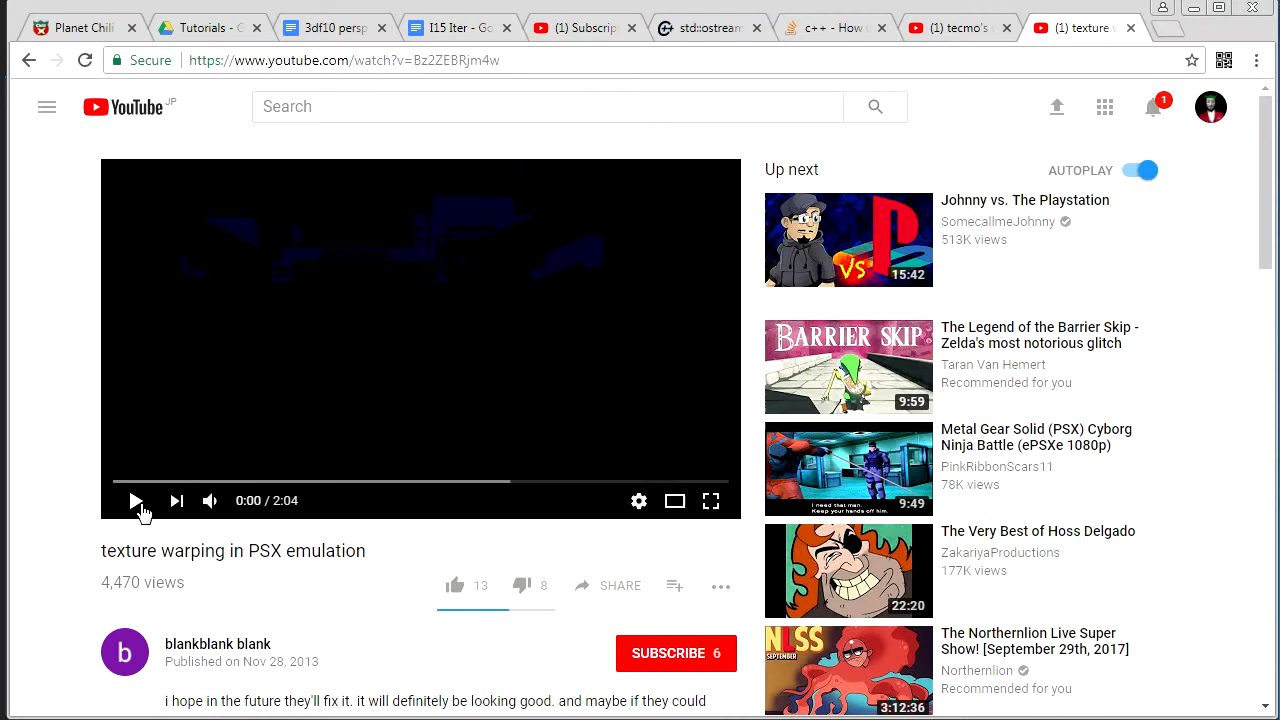 Planet Chili
Tutorials - G
3df10 persp
I15 Iter - Go
(1) Subscrip
std::ostream
c++ - How
(1) tecmo's
(1) texture
Secure
https://www.youtube.com/watch?v=Bz2ZEBRjm4w
YouTube JP
Search
1
Up next
AUTOPLAY
VS
15:42
Johnny vs. The Playstation
SomecallmeJohnny
513K views
BARRIER SKIP
9:59
The Legend of the Barrier Skip -
Zelda's most notorious glitch
Taran Van Hemert
Recommended for you
I need that man.
Keep your hands off him.
9:49
Metal Gear Solid (PSX) Cyborg
Ninja Battle (ePSXe 1080p)
PinkRibbonScars11
78K views
22:20
The Very Best of Hoss Delgado
ZakariyaProductions
177K views
NLSS
SEPTEMBER
3:12:36
The Northernlion Live Super
Show! [September 29th, 2017]
Northernlion
Recommended for you
0:00 / 2:04
texture warping in PSX emulation
4,470 views
13
8
SHARE
b
blankblank blank
Published on Nov 28, 2013
SUBSCRIBE 6
i hope in the future they'll fix it. it will definitely be looking good. and maybe if they could